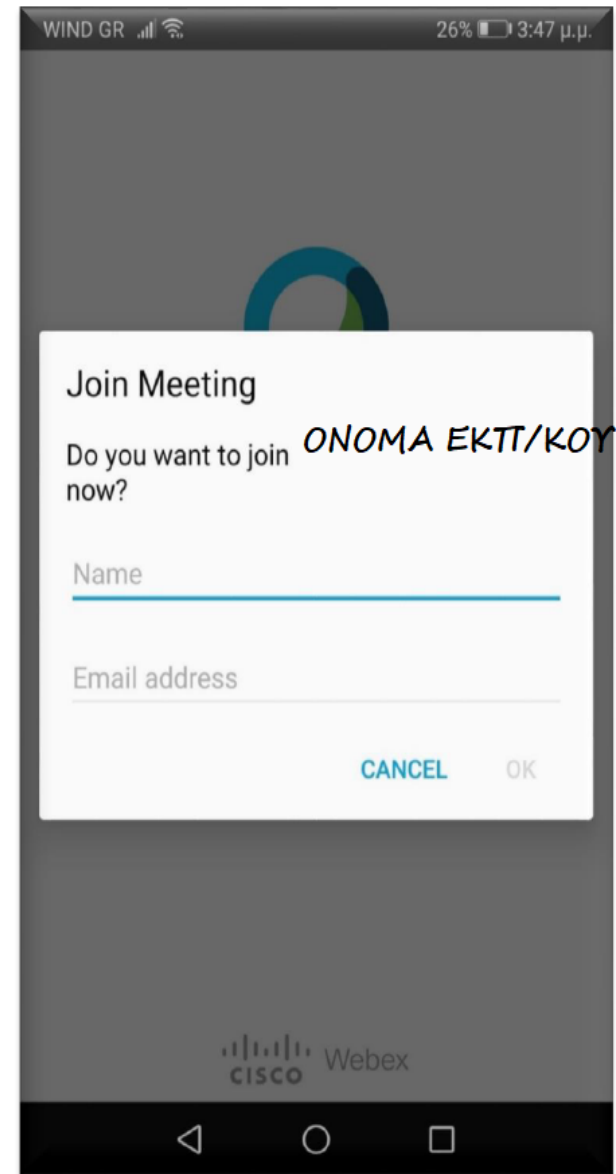 WIND GR 26% 3:47 μ.μ.
Join Meeting
Do you want to join ΟΝΟΜΑ ΕΚΠ/ΚΟΥ
now?
Name
Email address
CANCEL OK
CISCO Webex